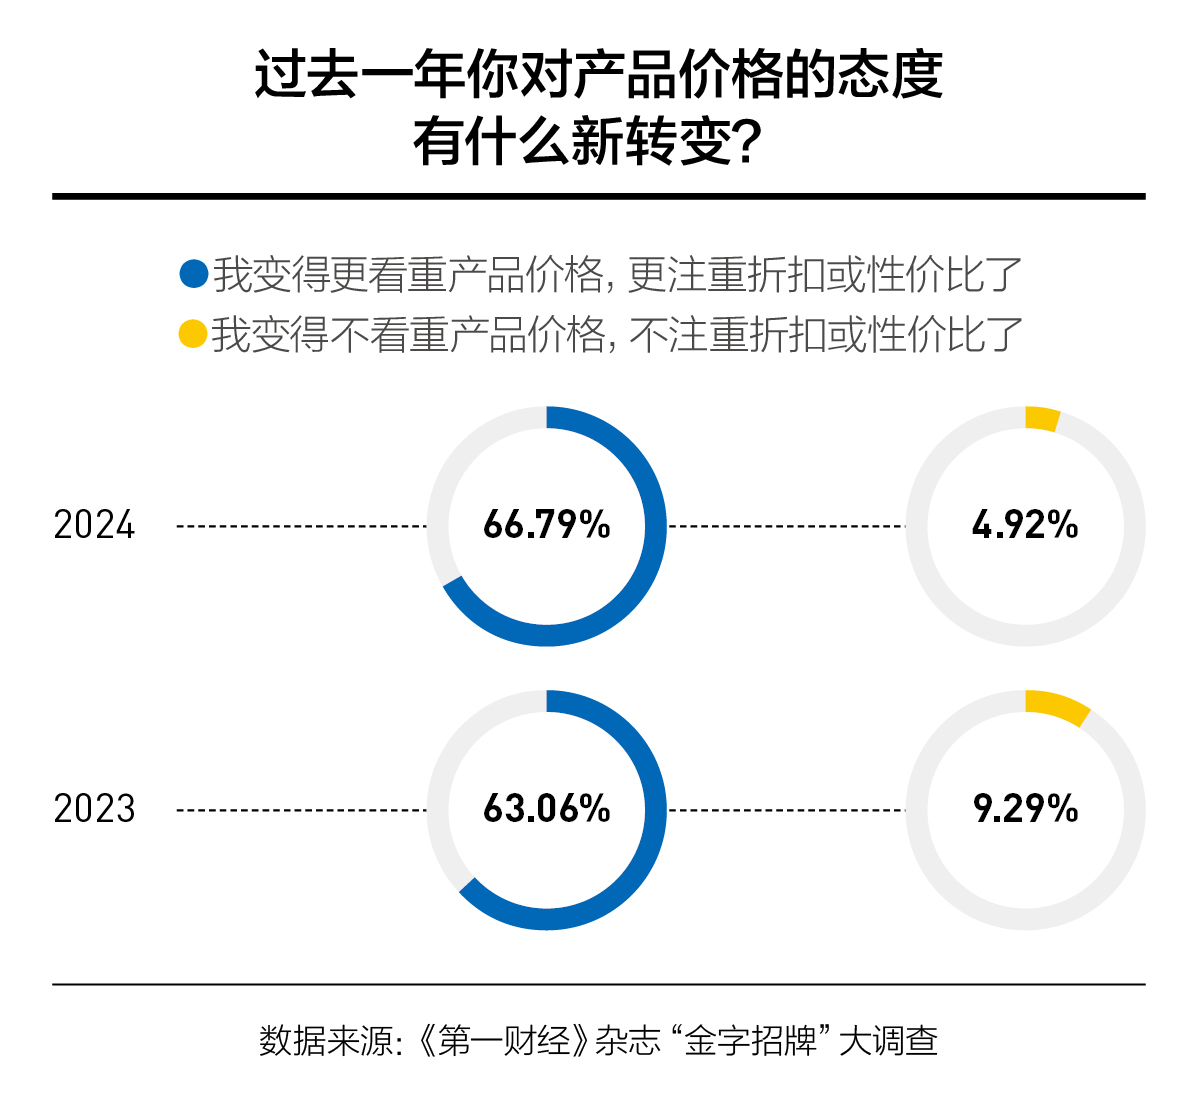 过去一年你对产品价格的态度
有什么新转变?
我变得更看重产品价格, 更注重折扣或性价比了
我变得不看重产品价格, 不注重折扣或性价比了
2024 66.79% 4.92%
2023 63.06% 9.29%
数据来源:《第一财经》杂志“金字招牌”大调查